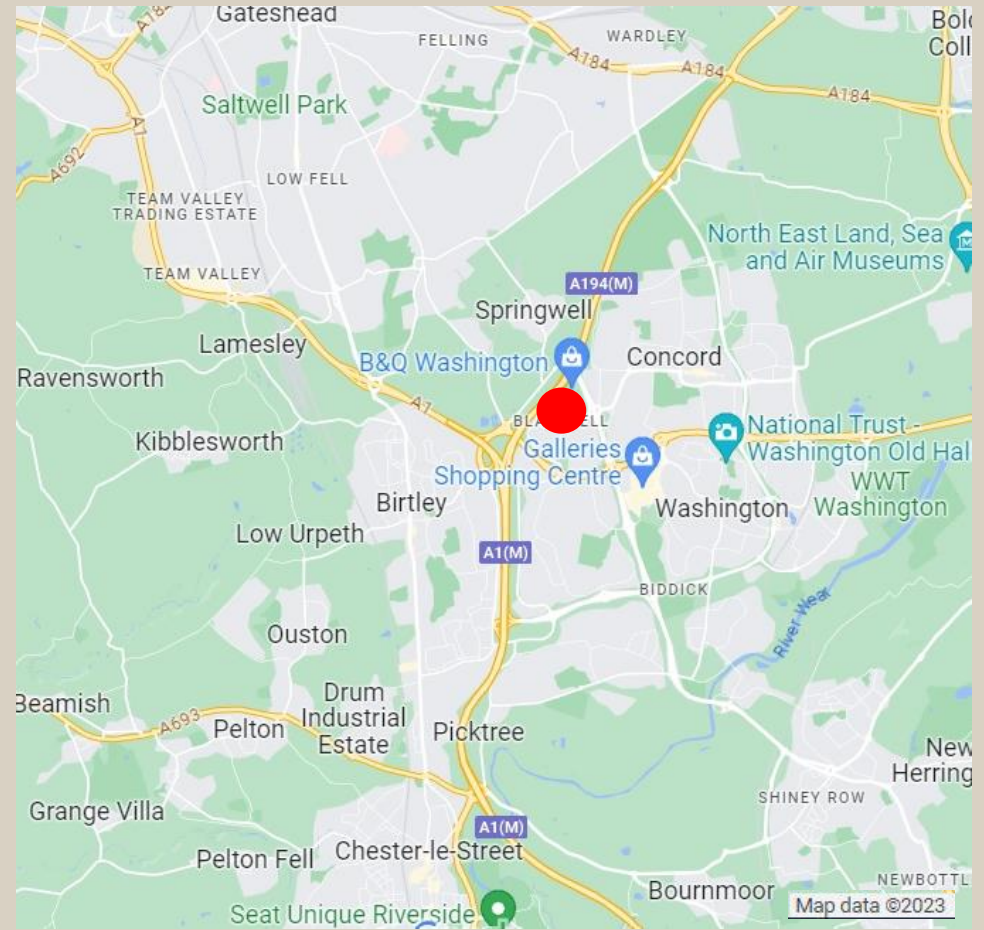 Gateshead
A184
FELLING
WARDLEY
A184
A184
A184
Saltwell Park
A1
A692
LOW FELL
TEAM VALLEY
TRADING ESTATE
North East Land, Sea
and Air Museums
TEAM VALLEY
A194(M)
Springwell
Lamesley
B&Q Washington
Concord
Ravensworth
A1
Kibblesworth
Galleries
Shopping Centre
National Trust -
Washington Old Hal
WWT
Washington
Birtley
Washington
Low Urpeth
A1(M)
BIDDICK
River Wear
Ouston
Beamish
Drum
Industrial
Estate
A693
Pelton
Picktree
New
Herring
SHINEY ROW
Grange Villa
A1(M)
Pelton Fell
Chester-le-Street
Bournmoor
NEWBOTTL
Seat Unique Riverside
Map data ©2023